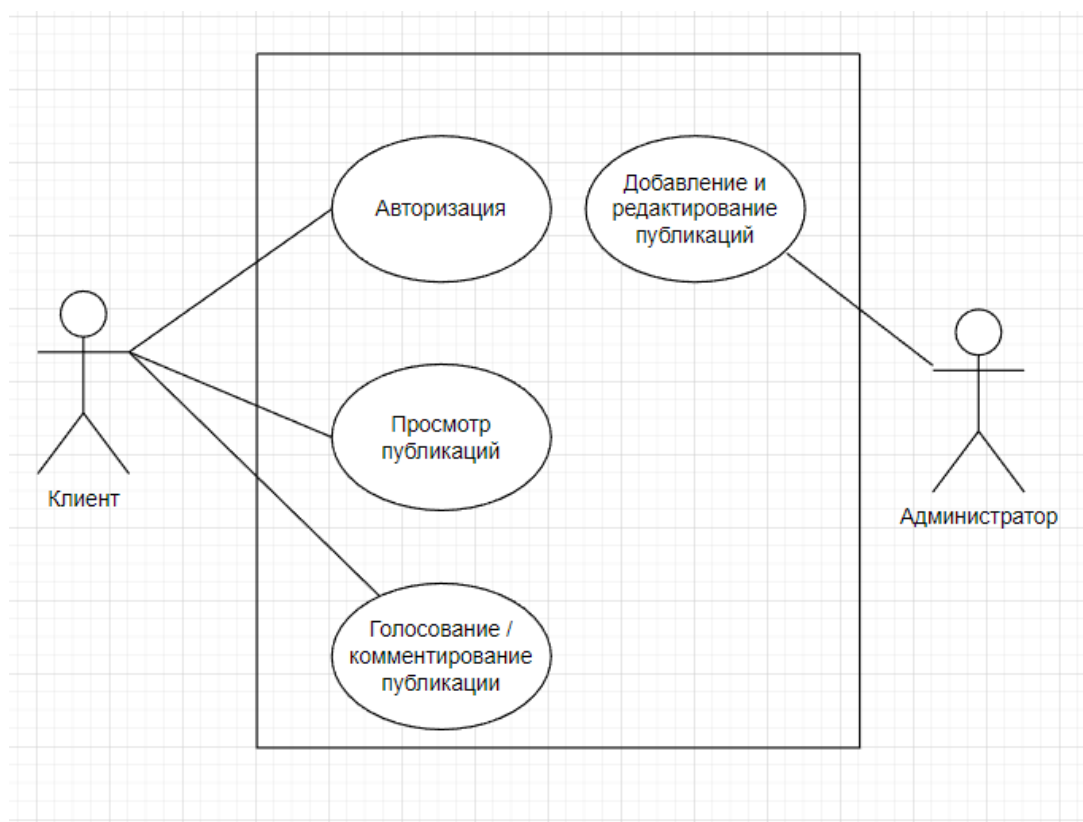 Авторизация
Добавление и
редактирование
публикаций
Просмотр
публикаций
Клиент
Администратор
Голосование /
комментирование
публикации